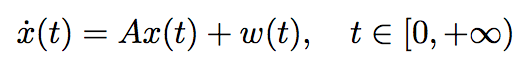 ẋ(t) = Ax(t) + w(t), t ∈ [0, +∞)